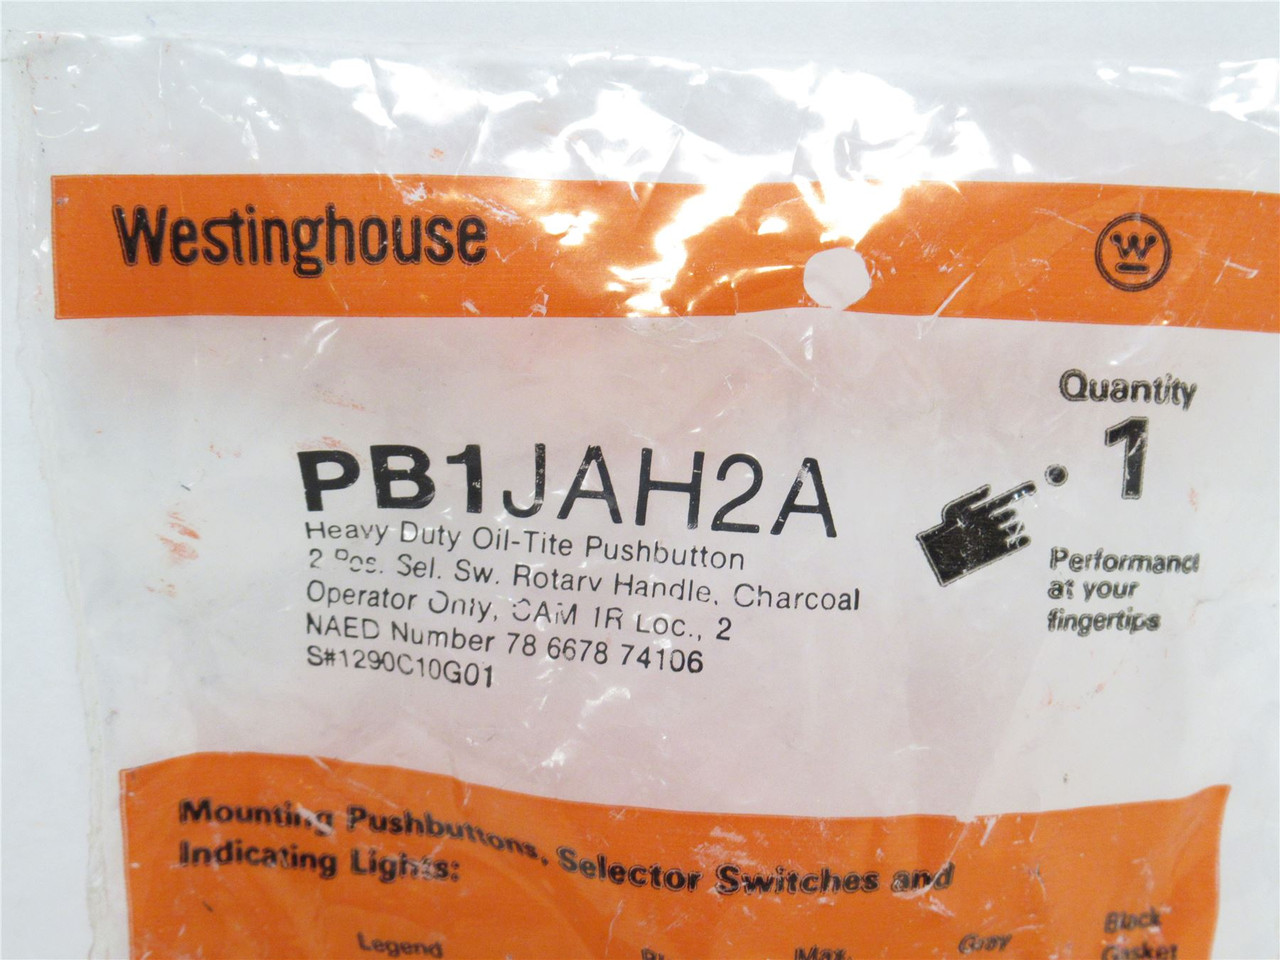 Westinghouse
W
Quantity
1
PB1JAH2A
Heavy Duty Oil-Tite Pushbutton
2 Pos. Sel. Sw. Rotary Handle, Charcoal
Operator Only, CAM 1R Loc., 2
NAED Number 78 6678 74106
S#1290C10G01
Performance
at your
fingertips
Mounting Pushbuttons, Selector Switches and
Indicating Lights:
Legend
Max.
Gray
Black
Gasket